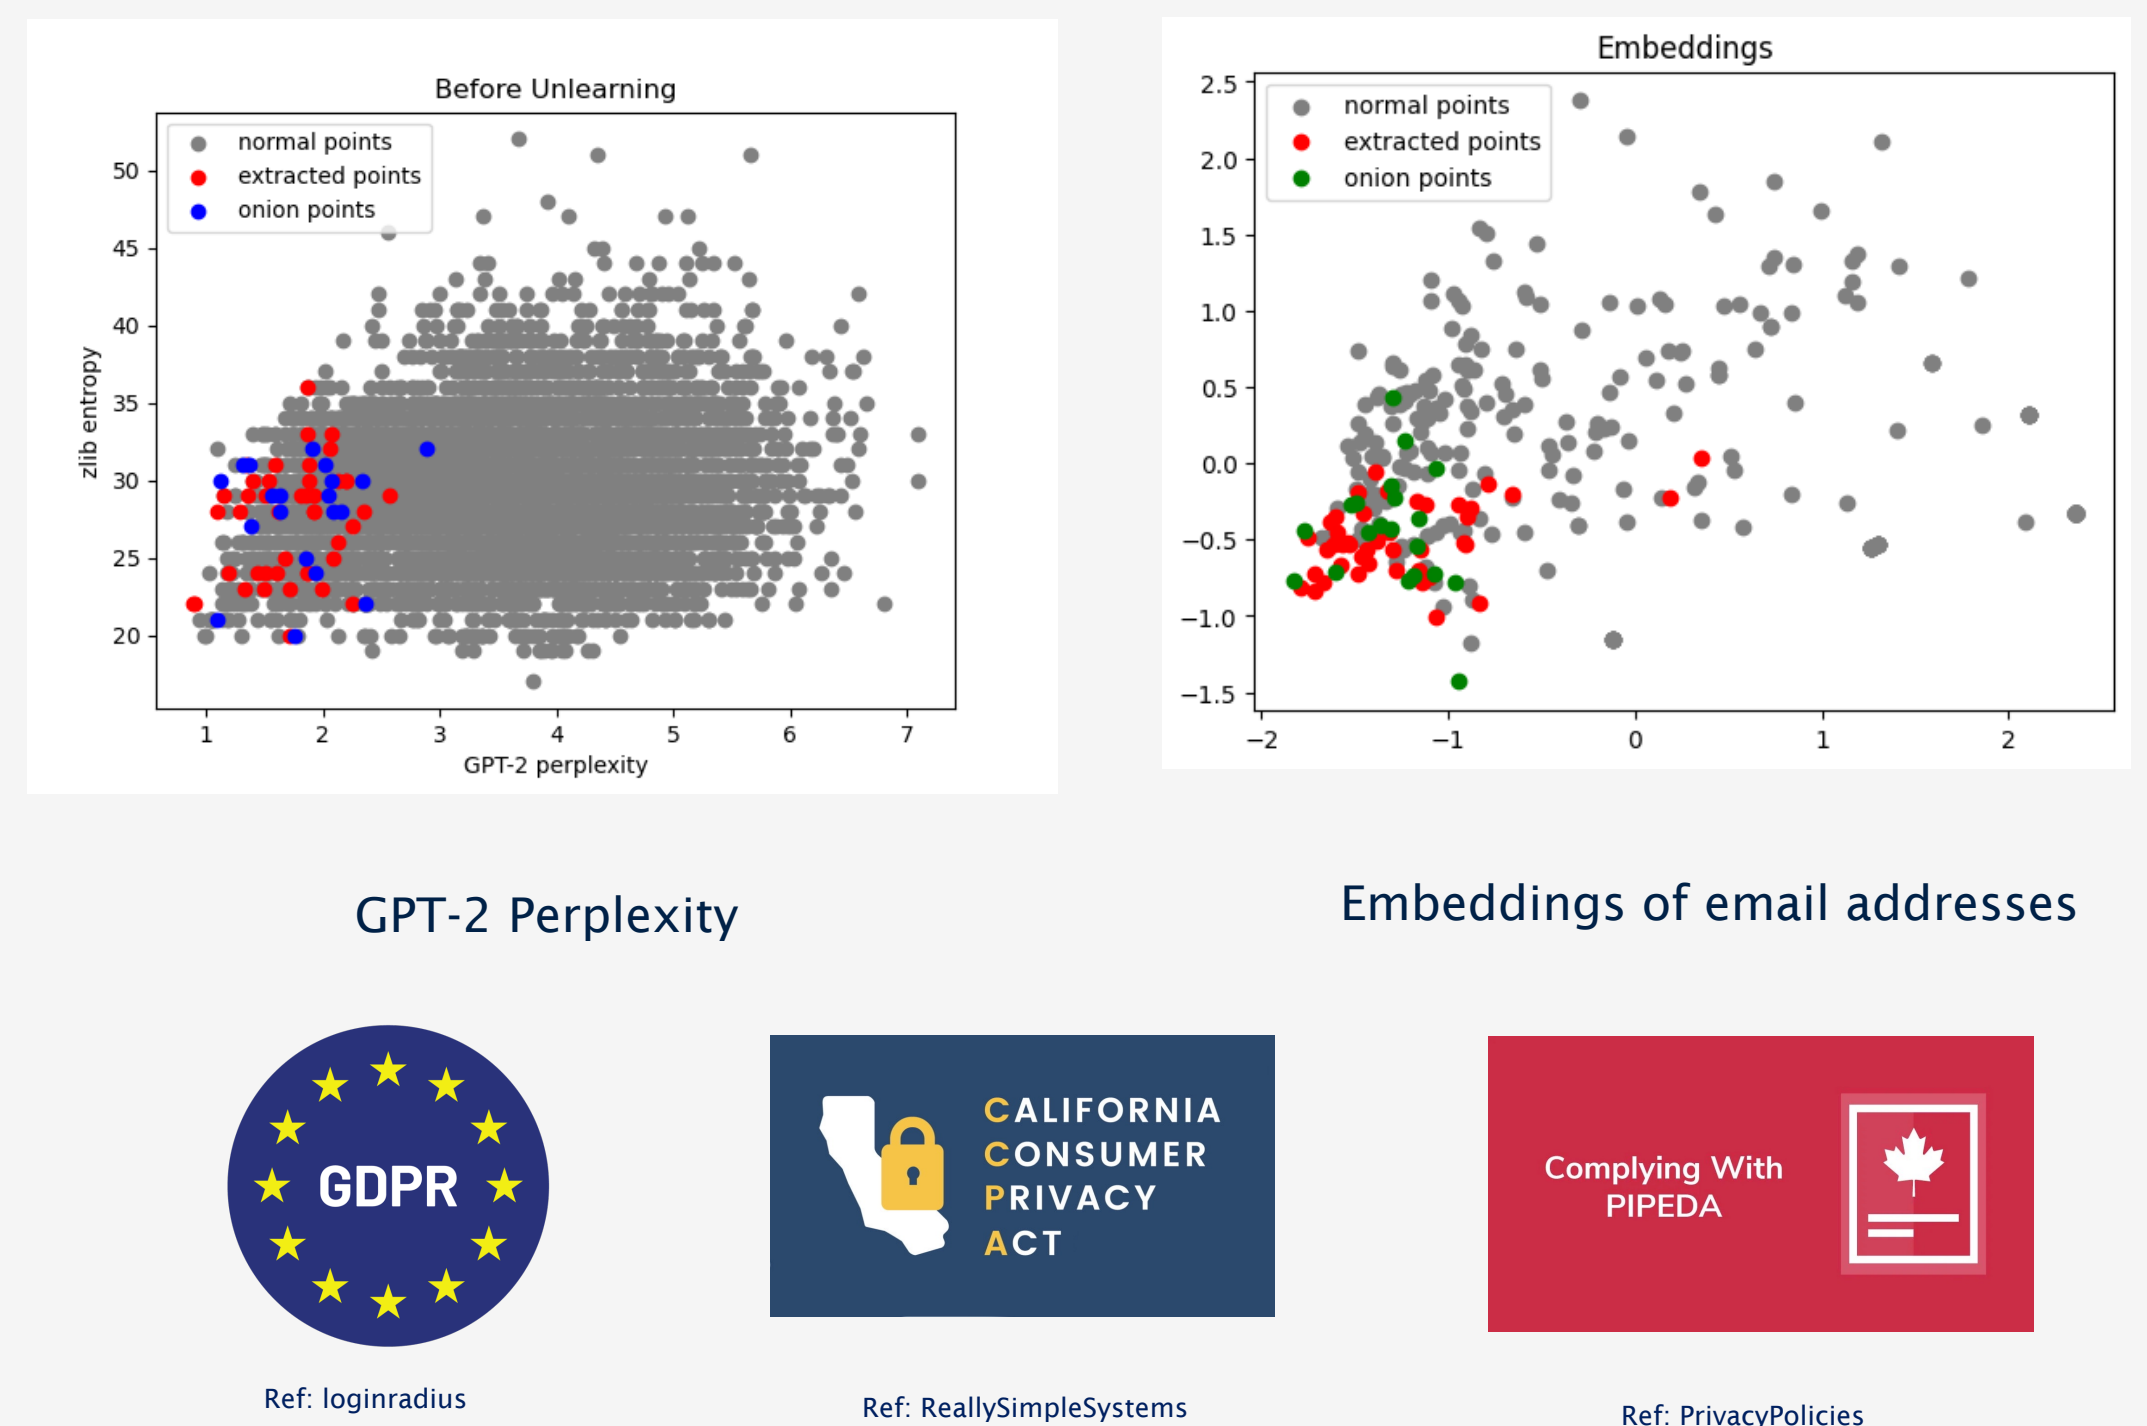 Before Unlearning
normal points
extracted points
onion points
50
45
40
35
30
25
20
zlib entropy
1 2 3 4 5 6 7
GPT-2 perplexity
Embeddings
normal points
extracted points
onion points
2.5
2.0
1.5
1.0
0.5
0.0
−0.5
−1.0
−1.5
−2 −1 0 1 2
GPT-2 Perplexity
Embeddings of email addresses
GDPR
CALIFORNIA
CONSUMER
PRIVACY
ACT
Complying With
PIPEDA
Ref: loginradius
Ref: ReallySimpleSystems
Ref: PrivacyPolicies